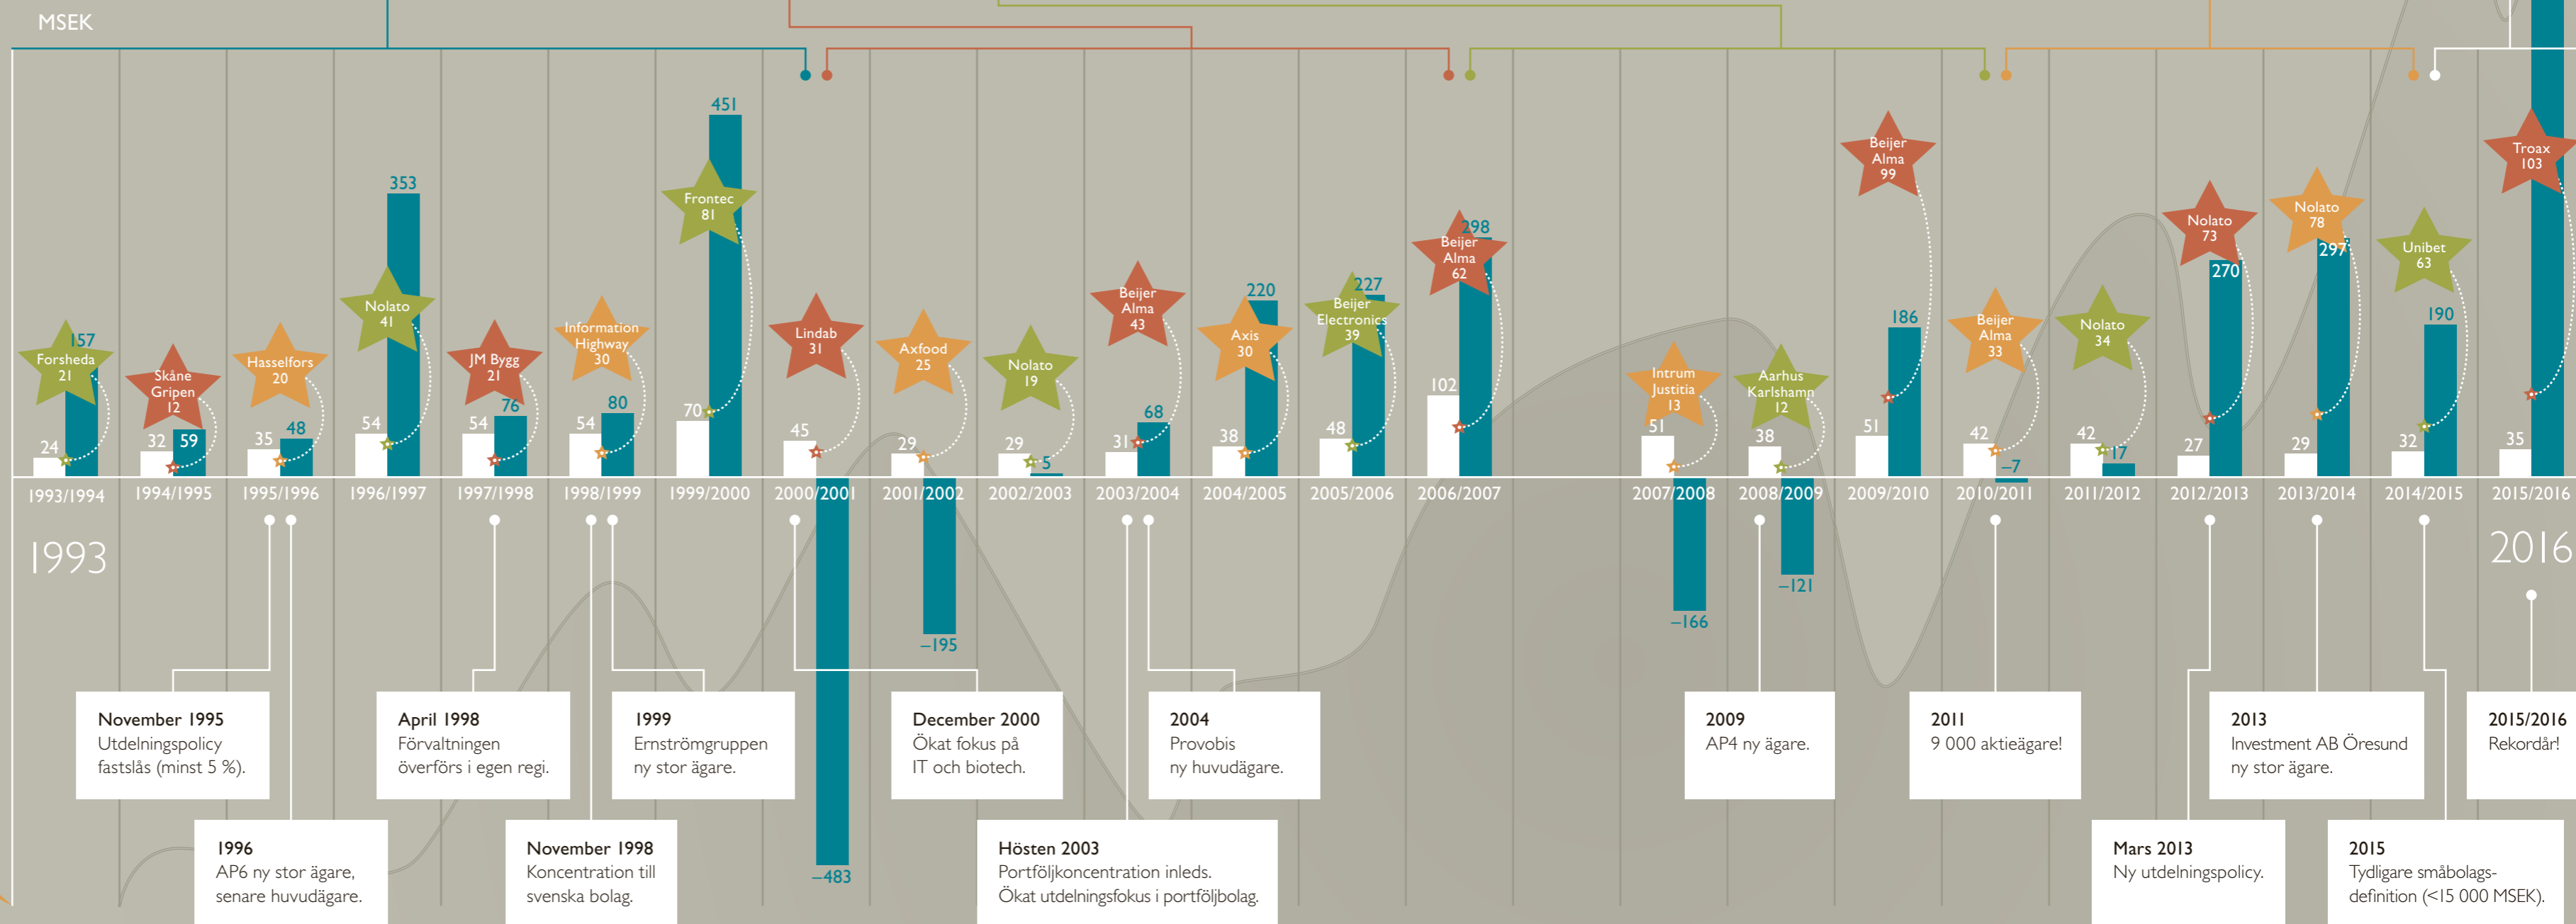 MSEK
451
353
Frontec
81
Beijer
Alma
99
Troax
103
Nolato
73
Nolato
78
297
270
Unibet
63
190
298
Beijer
Alma
62
102
227
Beijer
Electronics
39
48
220
Axis
30
38
Beijer
Alma
43
68
31
Nolato
19
29
5
Axfood
25
29
Lindab
31
45
70
Information
Highway
30
80
54
JM Bygg
21
76
54
Nolato
41
54
Hasselfors
20
48
35
Skåne
Gripen
12
59
32
157
Forsheda
21
24
Intrum
Justitia
13
51
Aarhus
Karlshamn
12
38
186
51
Beijer
Alma
33
42
–7
Nolato
34
42
17
27
29
32
35
1993/1994 1994/1995 1995/1996 1996/1997 1997/1998 1998/1999 1999/2000 2000/2001 2001/2002 2002/2003 2003/2004 2004/2005 2005/2006 2006/2007 2007/2008 2008/2009 2009/2010 2010/2011 2011/2012 2012/2013 2013/2014 2014/2015 2015/2016
1993
2016
–121
–166
–195
–483
November 1995
Utdelningspolicy
fastslås (minst 5 %).
April 1998
Förvaltningen
överförs i egen regi.
1999
Ernströmgruppen
ny stor ägare.
December 2000
Ökat fokus på
IT och biotech.
2004
Provobis
ny huvudägare.
2009
AP4 ny ägare.
2011
9 000 aktieägare!
2013
Investment AB Öresund
ny stor ägare.
2015/2016
Rekordår!
1996
AP6 ny stor ägare,
senare huvudägare.
November 1998
Koncentration till
svenska bolag.
Hösten 2003
Portföljkoncentration inleds.
Ökat utdelningsfokus i portföljbolag.
Mars 2013
Ny utdelningspolicy.
2015
Tydligare småbolags-
definition (<15 000 MSEK).